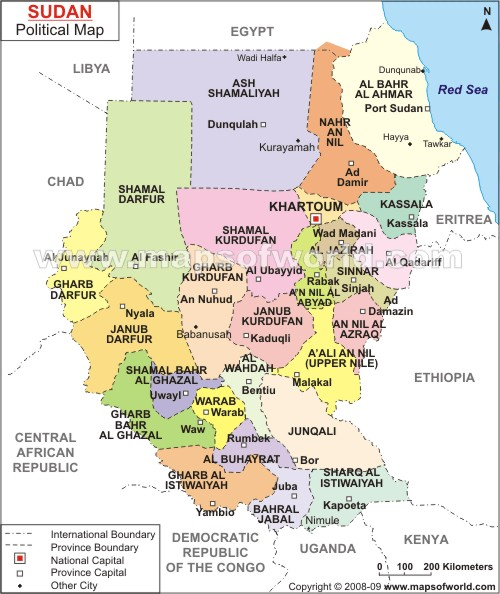 SUDAN
Political Map
EGYPT
N
LIBYA
Wadi Halfa
Dunqunab
Red Sea
ASH
SHAMALIYAH
AL BAHR
AL AHMAR
Port Sudan
Dunqulah
NAHR
AN
NIL
Kurayamah
Hayya
Tawkar
CHAD
Ad
Damir
SHAMAL
DARFUR
KHARTOUM
KASSALA
Kassala
ERITREA
SHAMAL
KURDUFAN
Wad Madani
AL JAZIRAH
www.mapsofworld.com
Al Junaynah
Al Fashir
GHARB
KURDUFAN
Al Ubayyid
Al Qadariff
GHARB
DARFUR
An Nuhud
Rabak
A'N NIL AL
ABYAD
SINNAR
Sinjah
Nyala
Ad
Damazin
JANUB
DARFUR
Babanusah
JANUB
KURDUFAN
Kaduqli
AN NIL AL
AZRAQ
AL
WAHDAH
A'ALI AN NIL
(UPPER NILE)
SHAMAL BAHR
AL GHAZAL
Uwayl
Bentiu
Malakal
ETHIOPIA
WARAB
Warab
GHARB
BAHR
AL GHAZAL
Waw
JUNQALI
CENTRAL
AFRICAN
REPUBLIC
Rumbek
AL BUHAYRAT
Bor
GHARB AL
ISTIWAIYAH
SHARQ AL
ISTIWAIYAH
Juba
Kapoeta
Yambio
BAHRAL
JABAL
Nimule
DEMOCRATIC
REPUBLIC
OF THE CONGO
UGANDA
KENYA
International Boundary
Province Boundary
National Capital
Province Capital
Other City
0 100 200 Kilometers
Copyright © 2008-09 www.mapsofworld.com